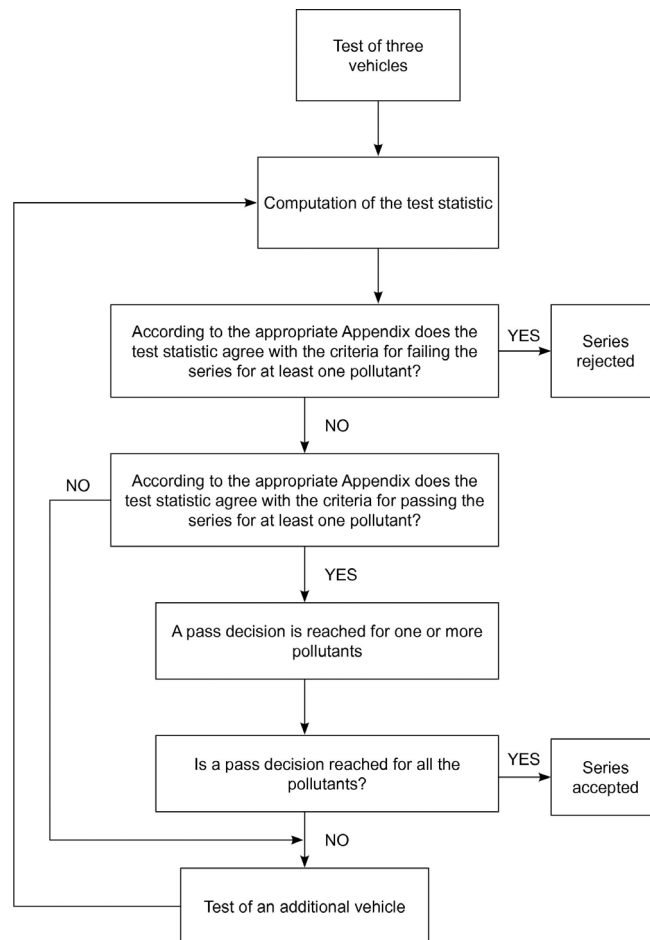 Test of three
vehicles
Computation of the test statistic
According to the appropriate Appendix does the
test statistic agree with the criteria for failing the
series for at least one pollutant?
YES
Series
rejected
NO
According to the appropriate Appendix does the
test statistic agree with the criteria for passing the
series for at least one pollutant?
NO
YES
A pass decision is reached for one or more
pollutants
Is a pass decision reached for all the
pollutants?
YES
Series
accepted
NO
Test of an additional vehicle